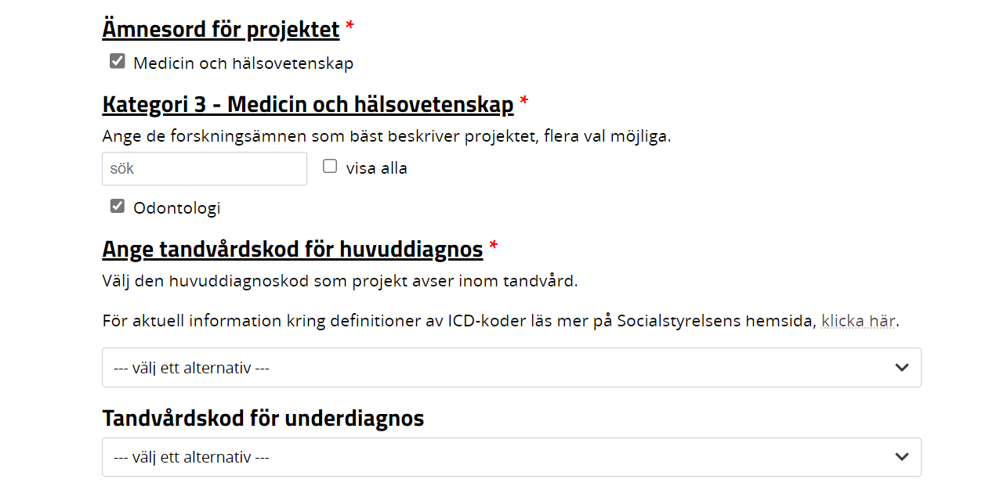 Ämnesord för projektet *
Medicin och hälsovetenskap
Kategori 3 - Medicin och hälsovetenskap *
Ange de forskningsämnen som bäst beskriver projektet, flera val möjliga.
sök visa alla
Odontologi
Ange tandvårdskod för huvuddiagnos *
Välj den huvuddiagnoskod som projekt avser inom tandvård.
För aktuell information kring definitioner av ICD-koder läs mer på Socialstyrelsens hemsida, klicka här.
--- välj ett alternativ ---
Tandvårdskod för underdiagnos
--- välj ett alternativ ---